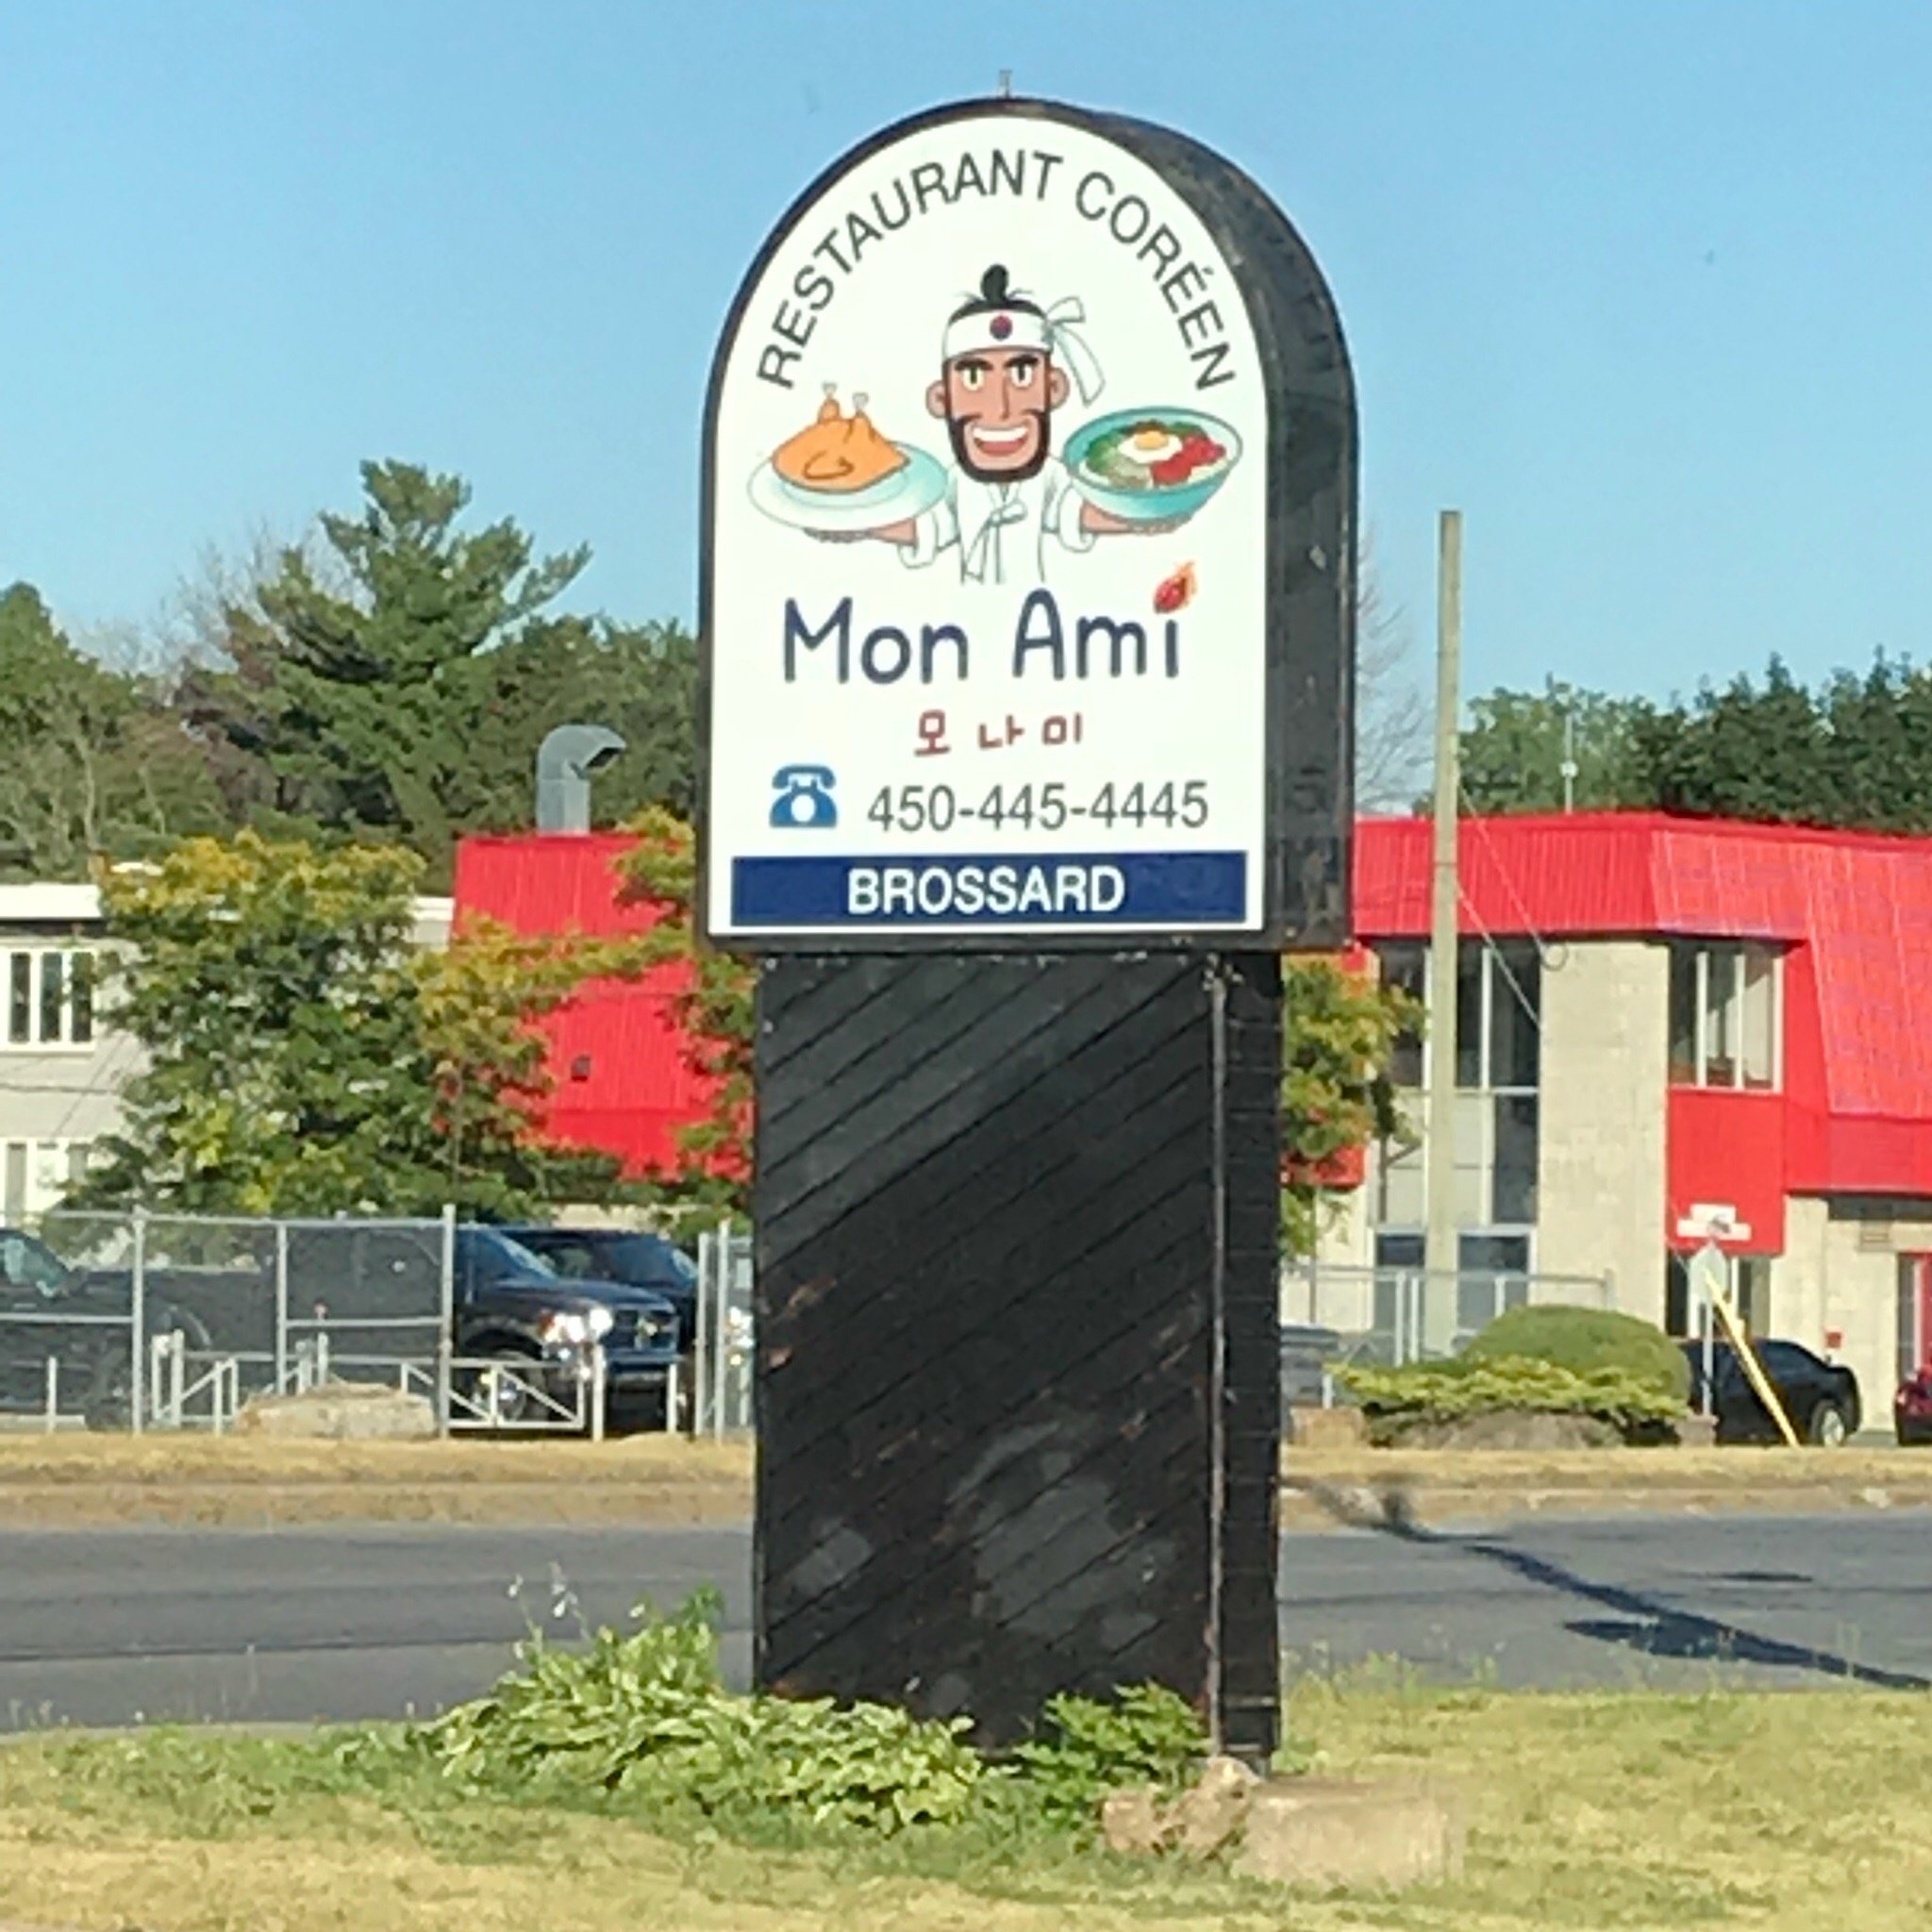 RESTAURANT CORÉEN
Mon Ami
모나미
450-445-4445
BROSSARD